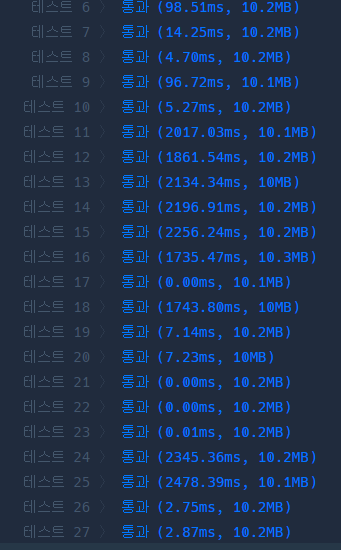 테스트 6 〉 통과 (98.51ms, 10.2MB)
테스트 7 〉 통과 (14.25ms, 10.2MB)
테스트 8 〉 통과 (4.70ms, 10.2MB)
테스트 9 〉 통과 (96.72ms, 10.1MB)
테스트 10 〉 통과 (5.27ms, 10.2MB)
테스트 11 〉 통과 (2017.03ms, 10.1MB)
테스트 12 〉 통과 (1861.54ms, 10.2MB)
테스트 13 〉 통과 (2134.34ms, 10MB)
테스트 14 〉 통과 (2196.91ms, 10.2MB)
테스트 15 〉 통과 (2256.24ms, 10.2MB)
테스트 16 〉 통과 (1735.47ms, 10.3MB)
테스트 17 〉 통과 (0.00ms, 10.1MB)
테스트 18 〉 통과 (1743.80ms, 10MB)
테스트 19 〉 통과 (7.14ms, 10.2MB)
테스트 20 〉 통과 (7.23ms, 10MB)
테스트 21 〉 통과 (0.00ms, 10.2MB)
테스트 22 〉 통과 (0.00ms, 10.2MB)
테스트 23 〉 통과 (0.01ms, 10.2MB)
테스트 24 〉 통과 (2345.36ms, 10.2MB)
테스트 25 〉 통과 (2478.39ms, 10.1MB)
테스트 26 〉 통과 (2.75ms, 10.2MB)
테스트 27 〉 통과 (2.87ms, 10.2MB)